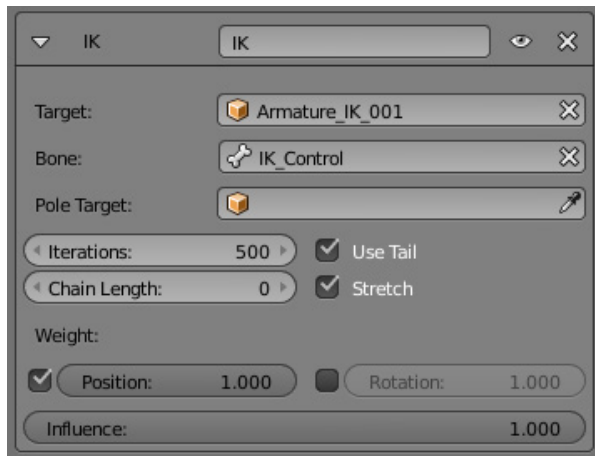 IK IK
Target: Armature_IK_001
Bone: IK_Control
Pole Target:
Iterations: 500 Use Tail
Chain Length: 0 Stretch
Weight:
Position: 1.000 Rotation: 1.000
Influence: 1.000